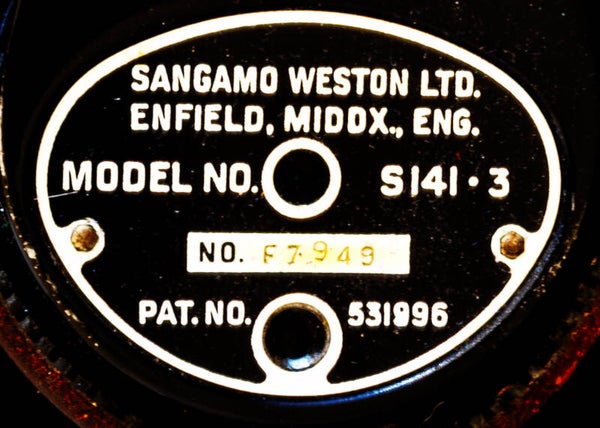 SANGAMO WESTON LTD.
ENFIELD, MIDDX., ENG.
MODEL NO. S141·3
NO. F7949
PAT. NO. 531996